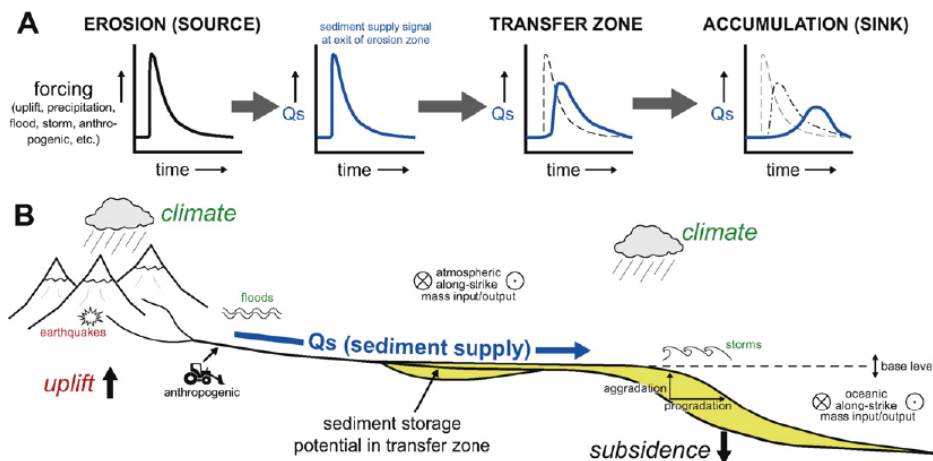 A
EROSION (SOURCE)
sediment supply signal
at exit of erosion zone
TRANSFER ZONE
ACCUMULATION (SINK)
forcing
(uplift, precipitation,
flood, storm, anthro-
pogenic, etc.)
Qs
Qs
Qs
time
time
time
time
B
climate
climate
atmospheric
along-strike
mass input/output
floods
earthquakes
Qs (sediment supply)
storms
base level
uplift
anthropogenic
aggradation
progradation
oceanic
along-strike
mass input/output
sediment storage
potential in transfer zone
subsidence